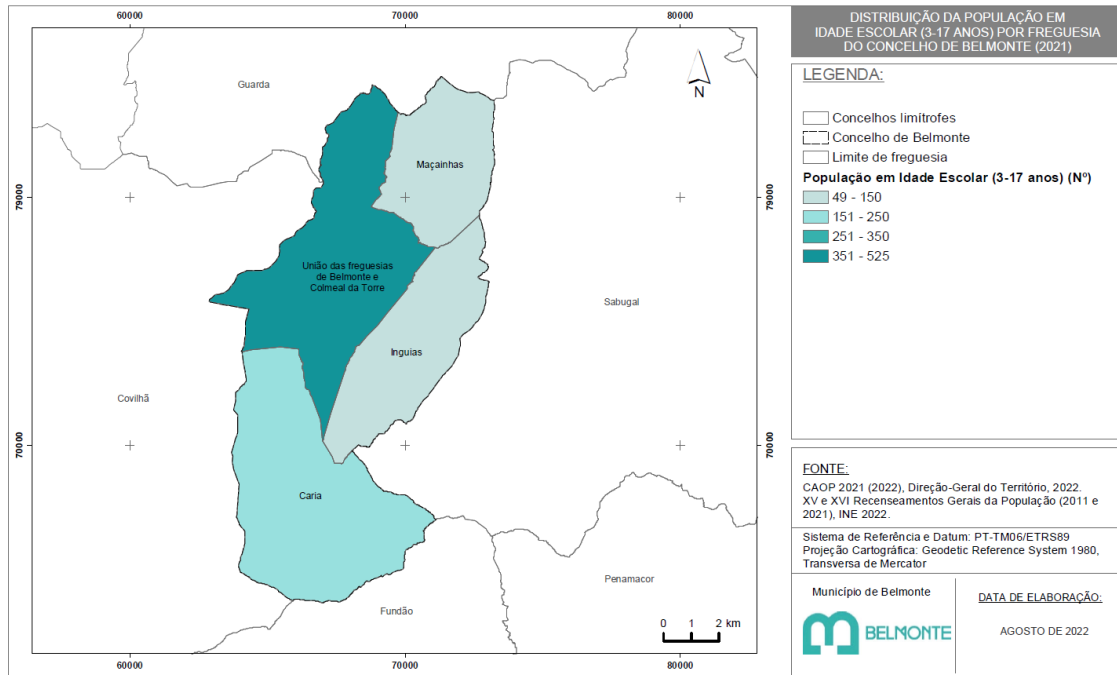 60000
70000
80000
79000
79000
70000
70000
Guarda
Maçainhas
União das freguesias
de Belmonte e
Colmeal da Torre
Sabugal
Inguias
Covilhã
Caria
Penamacor
Fundão
N
0 1 2 km
60000
70000
80000
DISTRIBUIÇÃO DA POPULAÇÃO EM
IDADE ESCOLAR (3-17 ANOS) POR FREGUESIA
DO CONCELHO DE BELMONTE (2021)
LEGENDA:
Concelhos limítrofes
Concelho de Belmonte
Limite de freguesia
População em Idade Escolar (3-17 anos) (Nº)
49 - 150
151 - 250
251 - 350
351 - 525
FONTE:
CAOP 2021 (2022), Direção-Geral do Território, 2022.
XV e XVI Recenseamentos Gerais da População (2011 e
2021), INE 2022.
Sistema de Referência e Datum: PT-TM06/ETRS89
Projeção Cartográfica: Geodetic Reference System 1980,
Transversa de Mercator
Município de Belmonte
BELMONTE
DATA DE ELABORAÇÃO:
AGOSTO DE 2022